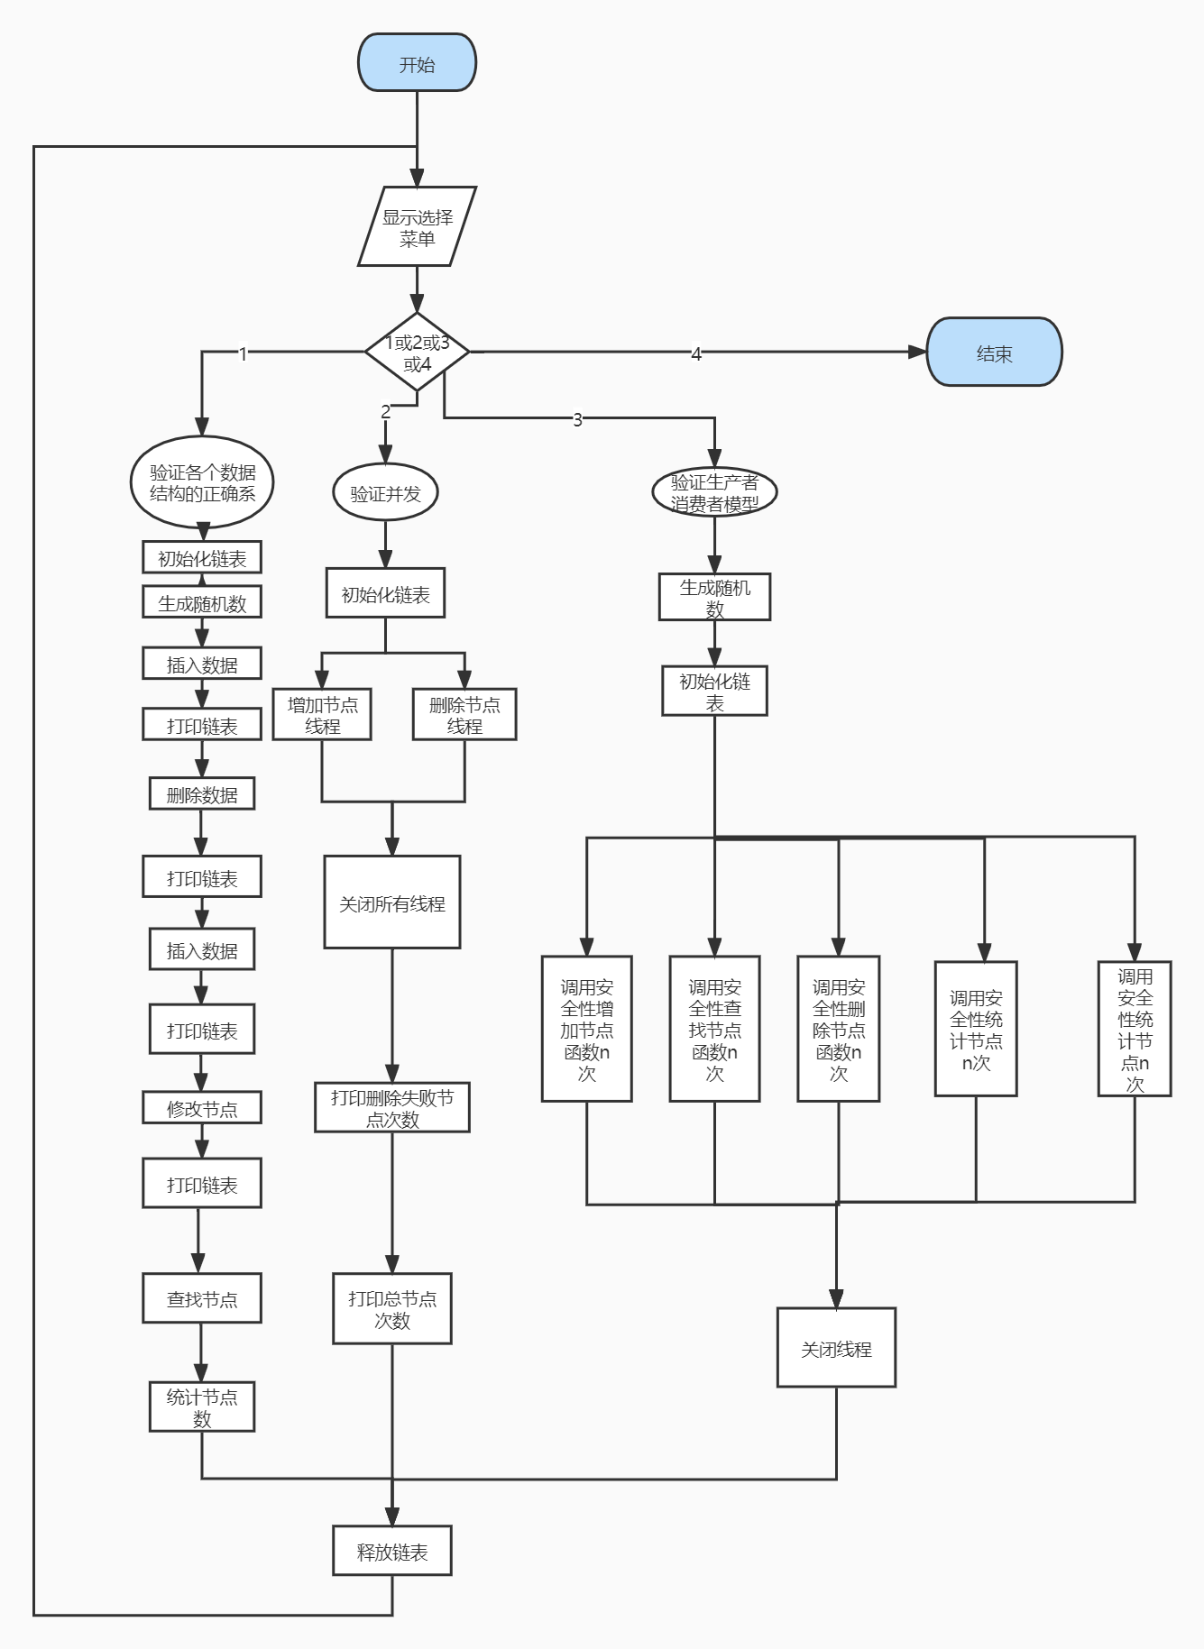 开始
显示选择
菜单
1或2或3
或4
1
2
3
4
结束
验证各个数据
结构的正确系
初始化链表
生成随机数
插入数据
打印链表
删除数据
打印链表
插入数据
打印链表
修改节点
打印链表
查找节点
统计节点
数
验证并发
初始化链表
增加节点
线程
删除节点
线程
关闭所有线程
打印删除失败节
点次数
打印总节点
次数
验证生产者
消费者模型
生成随机
数
初始化链
表
调用安
全性增
加节点
函数n
次
调用安
全性查
找节点
函数n
次
调用安
全性删
除节点
函数n
次
调用安
全性统
计节点
n次
调用
安全
性统
计节
点n
次
关闭线程
释放链表